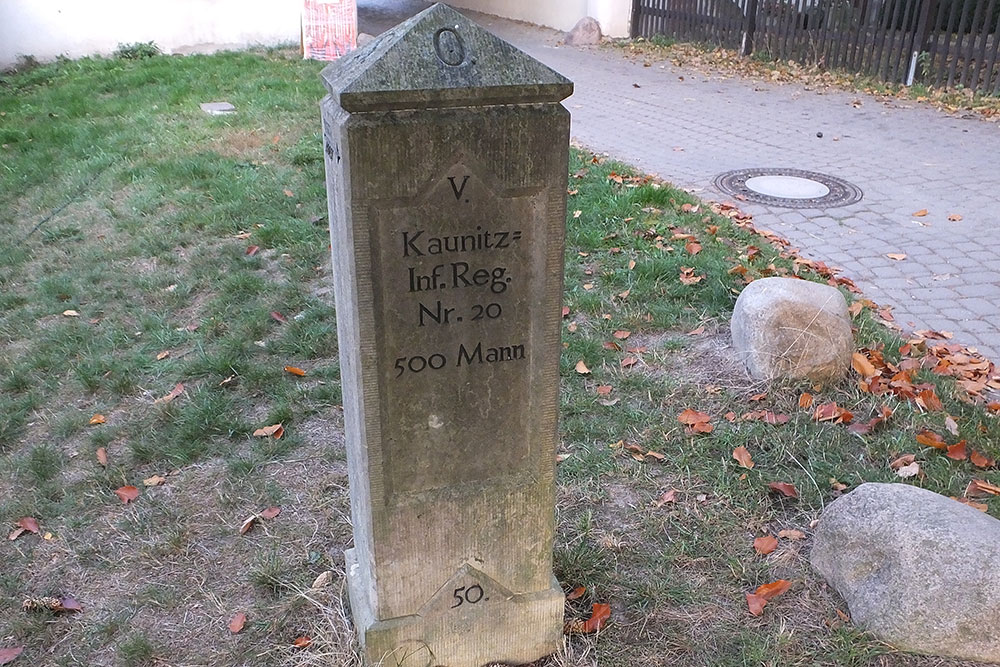 O.
V.
Kaunitz=
Inf. Reg.
Nr. 20
500 Mann
50.